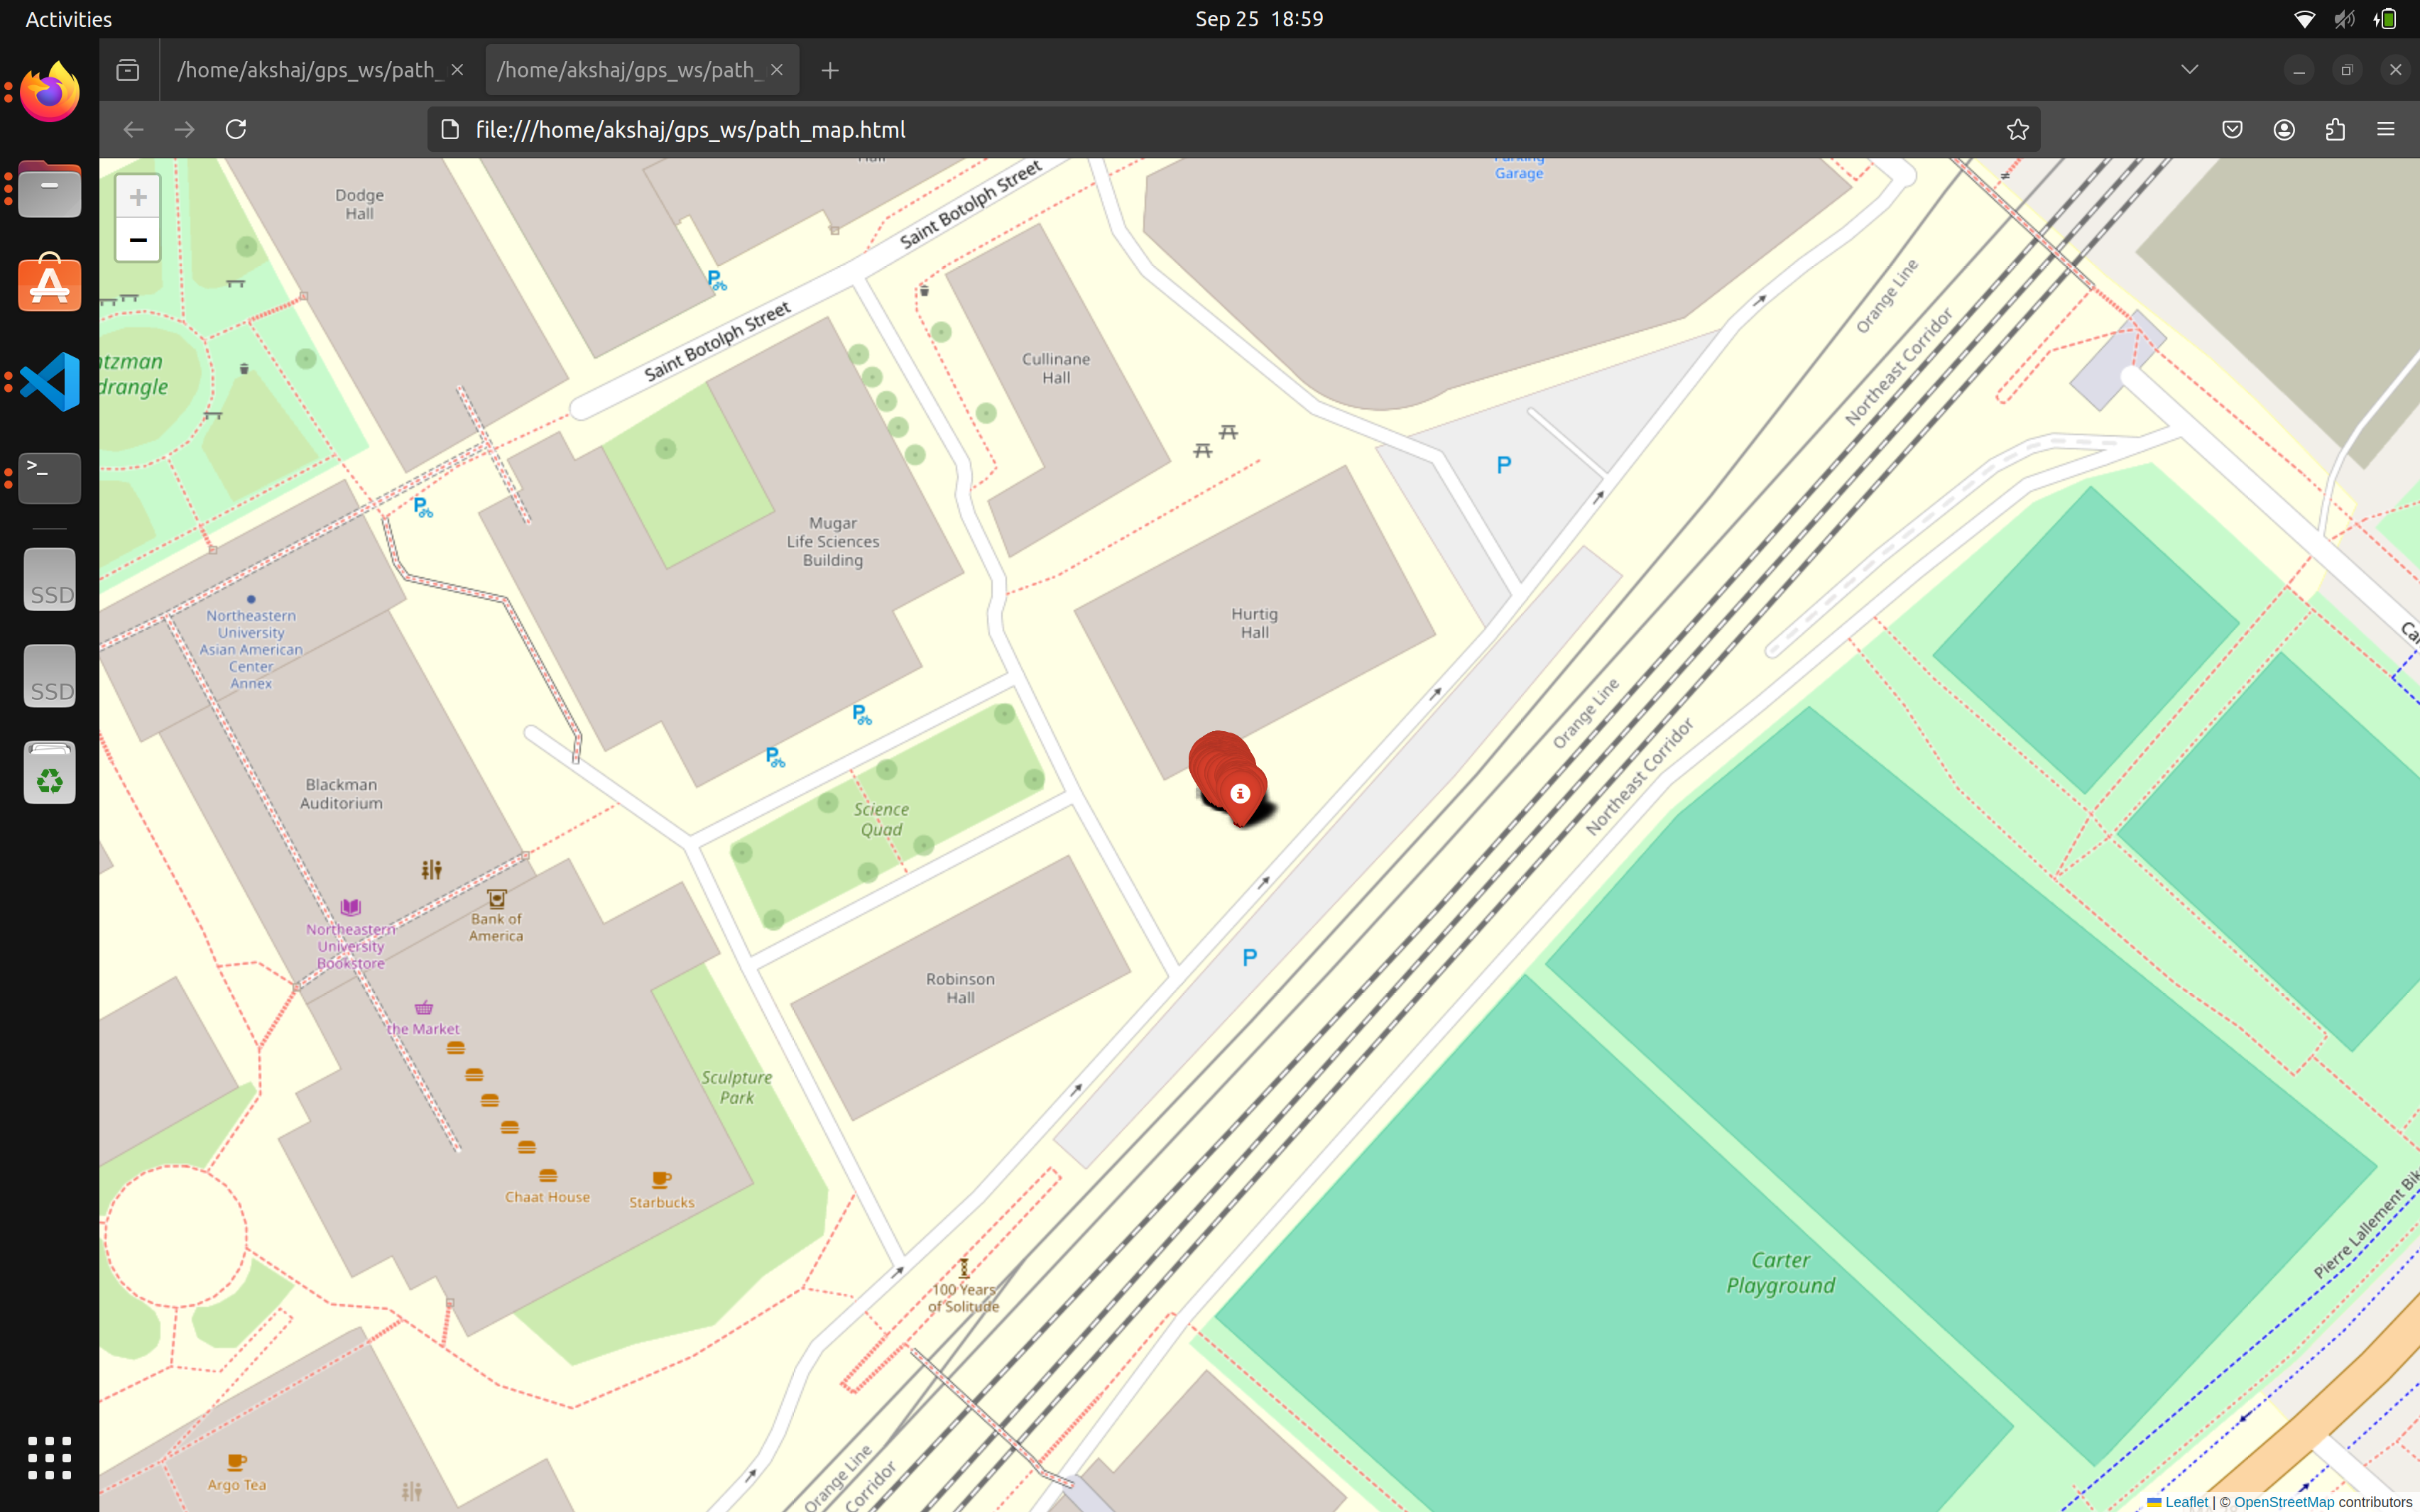 Activities
Sep 25 18:59
/home/akshaj/gps_ws/path_
/home/akshaj/gps_ws/path_
file:///home/akshaj/gps_ws/path_map.html
+
−
Dodge
Hall
Hall
Saint Botolph Street
Parking
Garage
Saint Botolph Street
Orange Line
Northeast Corridor
ntzman
drangle
Cullinane
Hall
P
P
P
P
Mugar
Life Sciences
Building
Northeastern
University
Asian American
Center
Annex
Hurtig
Hall
Ca
SSD
SSD
P
P
Orange Line
Northeast Corridor
Blackman
Auditorium
Science
Quad
i
Bank of
America
Northeastern
University
Bookstore
P
Robinson
Hall
the Market
Sculpture
Park
Chaat House
Starbucks
100 Years
of Solitude
Carter
Playground
Pierre Lallement Bik
Orange Line
Corridor
Argo Tea
Leaflet | © OpenStreetMap contributors